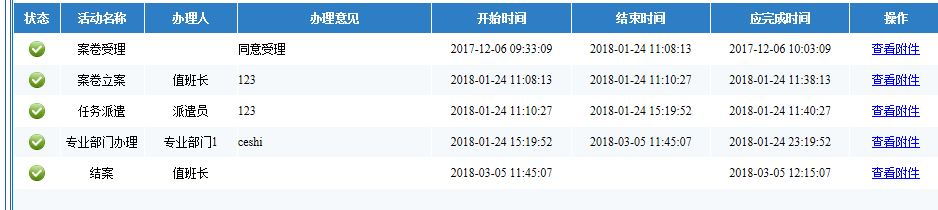 状态 活动名称 办理人 办理意见 开始时间 结束时间 应完成时间 操作
案卷受理 同意受理 2017-12-06 09:33:09 2018-01-24 11:08:13 2017-12-06 10:03:09 查看附件
案卷立案 值班长 123 2018-01-24 11:08:13 2018-01-24 11:10:27 2018-01-24 11:38:13 查看附件
任务派遣 派遣员 123 2018-01-24 11:10:27 2018-01-24 15:19:52 2018-01-24 11:40:27 查看附件
专业部门办理 专业部门1 ceshi 2018-01-24 15:19:52 2018-03-05 11:45:07 2018-01-24 23:19:52 查看附件
结案 值班长 2018-03-05 11:45:07 2018-03-05 12:15:07 查看附件